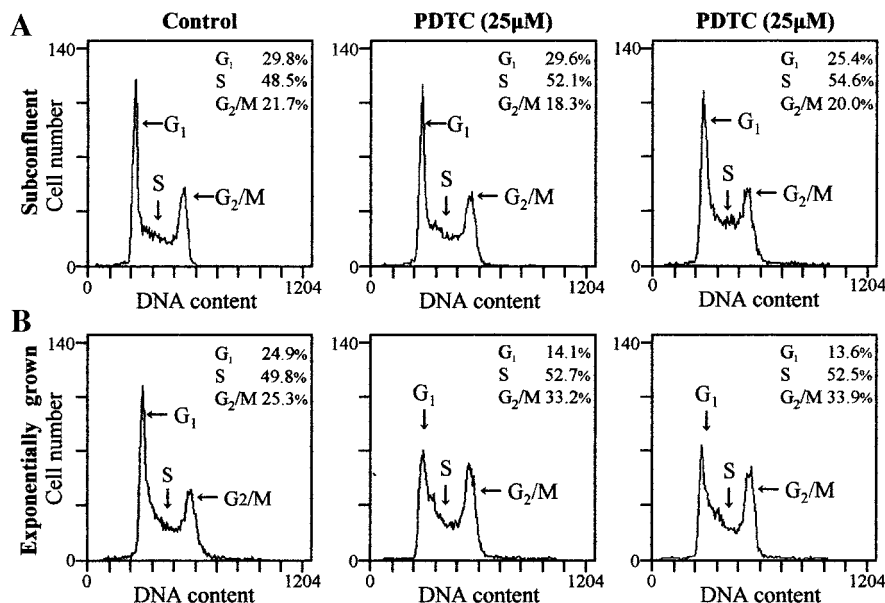 A
Control
PDTC (25µM)
PDTC (25µM)
Subconfluent
Cell number
140
0
G₁ 29.8%
S 48.5%
G₂/M 21.7%
←G₁
S
↓
←G₂/M
0
1204
DNA content
140
0
G₁ 29.6%
S 52.1%
G₂/M 18.3%
←G₁
S
↓
←G₂/M
0
1204
DNA content
140
0
G₁ 25.4%
S 54.6%
G₂/M 20.0%
←G₁
S
↓
←G₂/M
0
1204
DNA content
B
Exponentially grown
Cell number
140
0
G₁ 24.9%
S 49.8%
G₂/M 25.3%
←G₁
S
↓
←G2/M
0
1204
DNA content
140
0
G₁ 14.1%
S 52.7%
G₂/M 33.2%
G₁
↓
S
↓
←G₂/M
0
1204
DNA content
140
0
G₁ 13.6%
S 52.5%
G₂/M 33.9%
G₁
↓
S
↓
←G₂/M
0
1204
DNA content